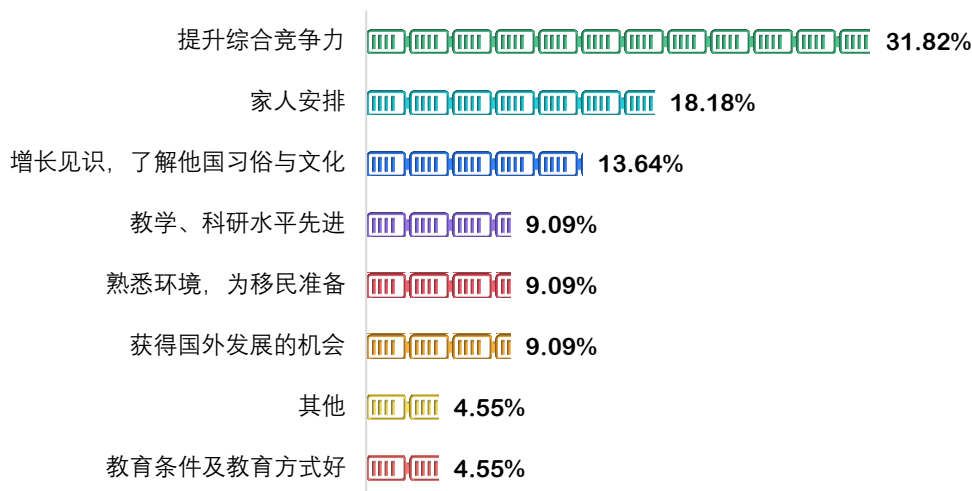 提升综合竞争力 31.82%
家人安排 18.18%
增长见识，了解他国习俗与文化 13.64%
教学、科研水平先进 9.09%
熟悉环境，为移民准备 9.09%
获得国外发展的机会 9.09%
其他 4.55%
教育条件及教育方式好 4.55%